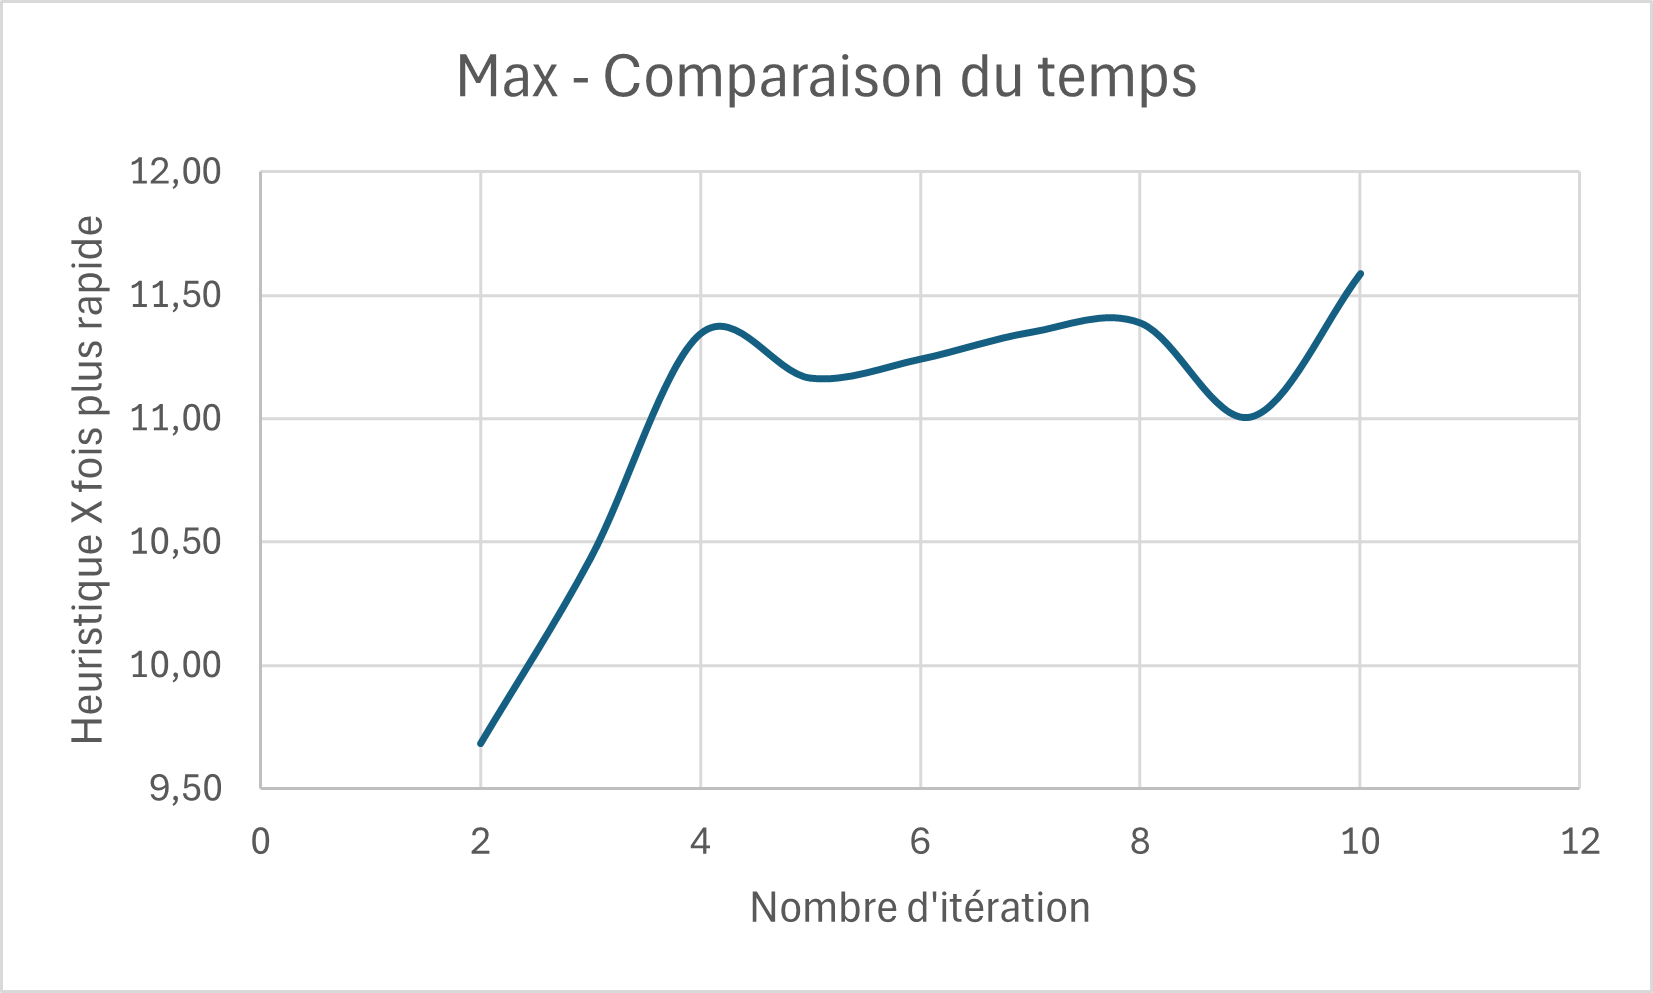 Max - Comparaison du temps
Heuristique X fois plus rapide
12,00
11,50
11,00
10,50
10,00
9,50
0 2 4 6 8 10 12
Nombre d'itération